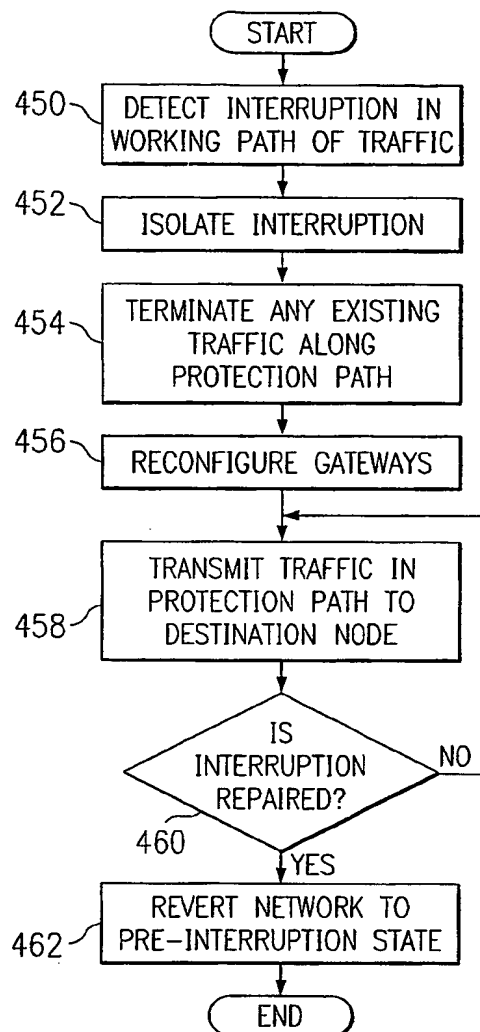 START
450
DETECT INTERRUPTION IN
WORKING PATH OF TRAFFIC
452
ISOLATE INTERRUPTION
454
TERMINATE ANY EXISTING
TRAFFIC ALONG
PROTECTION PATH
456
RECONFIGURE GATEWAYS
458
TRANSMIT TRAFFIC IN
PROTECTION PATH TO
DESTINATION NODE
IS
INTERRUPTION
REPAIRED?
NO
460
YES
462
REVERT NETWORK TO
PRE-INTERRUPTION STATE
END